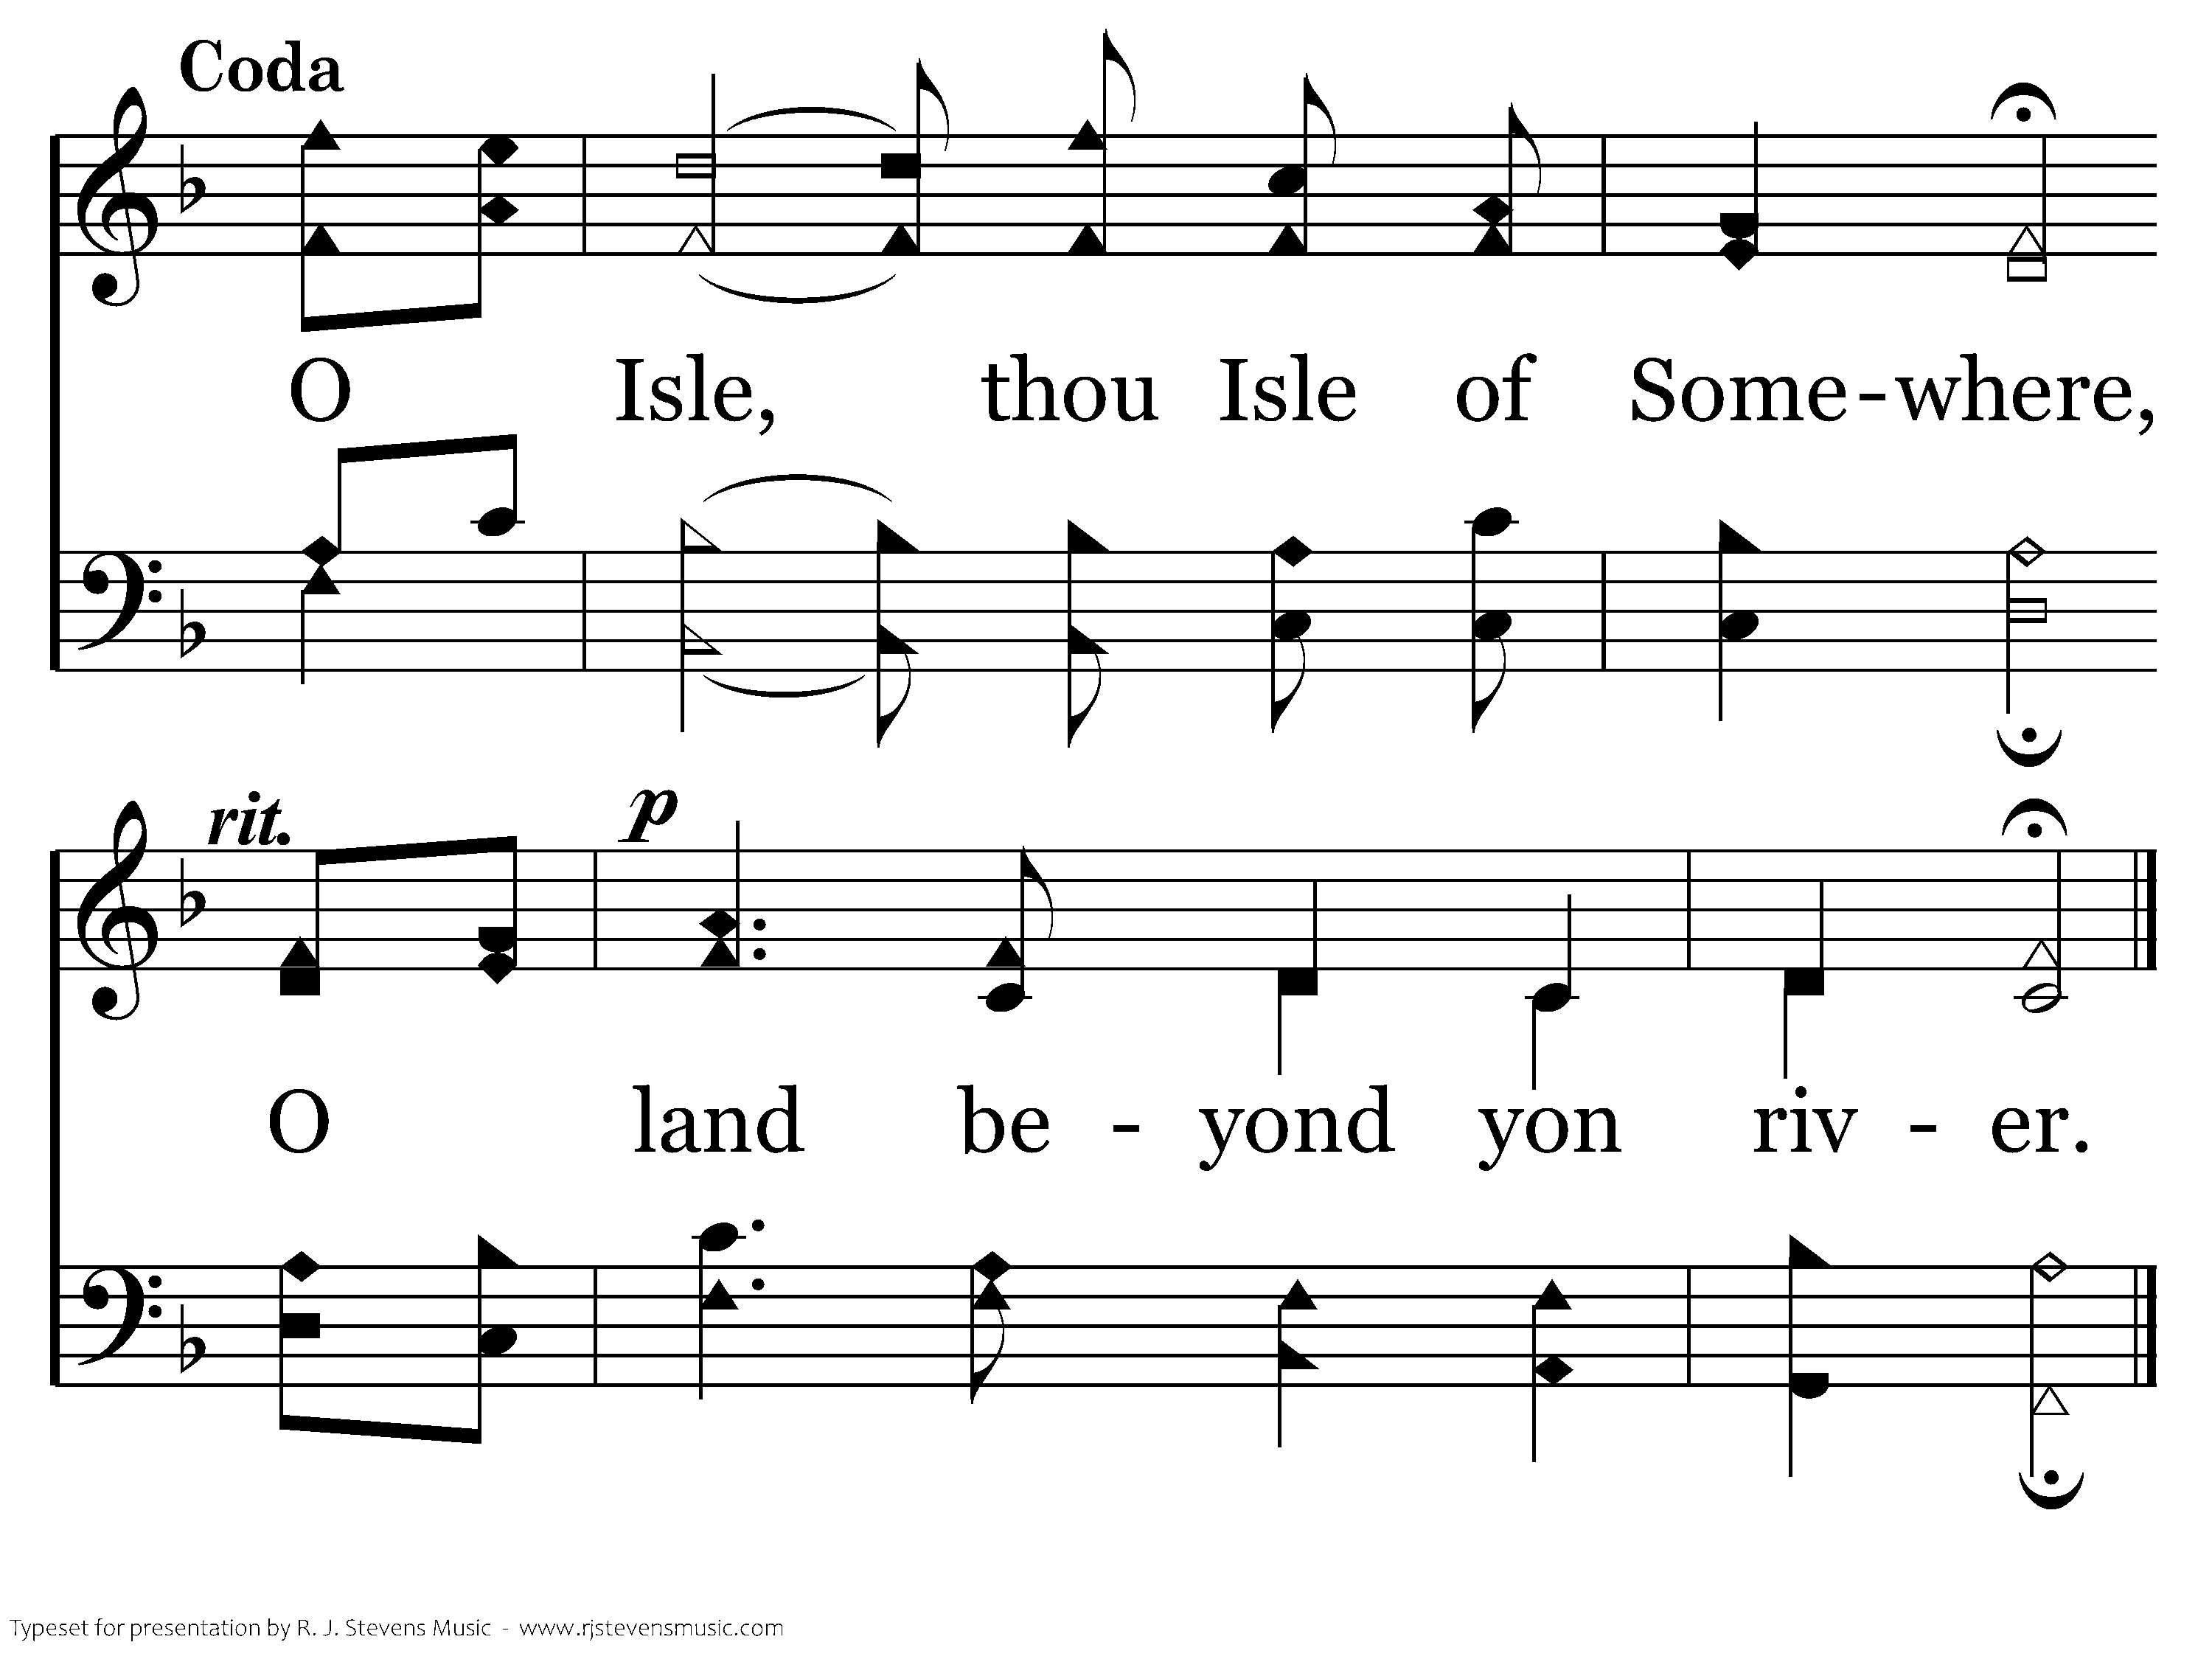 Coda
O Isle, thou Isle of Some-where,
rit. p
O land be - yond yon riv - er.
Typeset for presentation by R. J. Stevens Music - www.rjstevensmusic.com